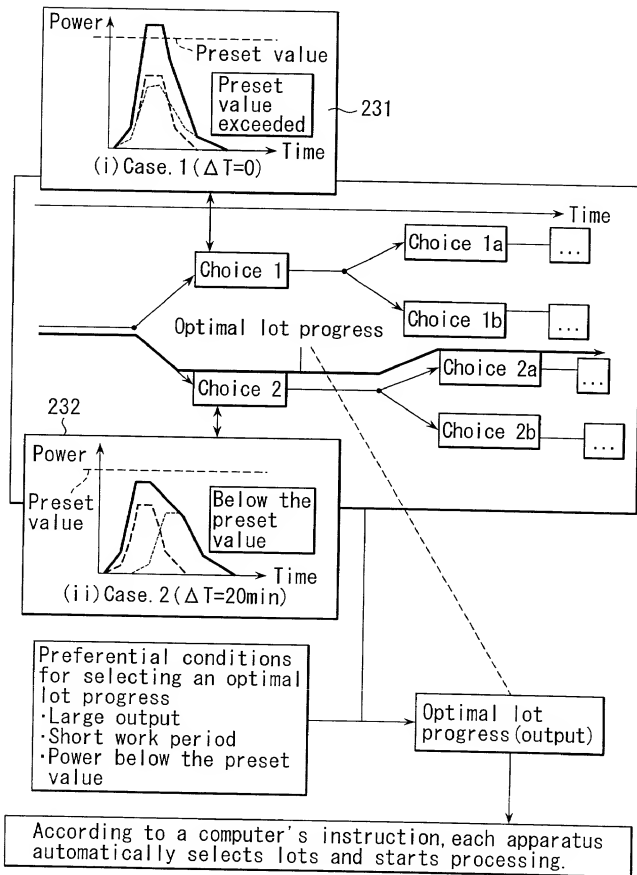 Power
Preset value
Preset
value
exceeded
231
Time
(i)Case.1(ΔT=0)
Time
Choice 1
Choice 1a
...
Choice 1b
...
Optimal lot progress
Choice 2
Choice 2a
...
Choice 2b
...
232
Power
Preset
value
Below the
preset
value
Time
(ii)Case.2(ΔT=20min)
Preferential conditions
for selecting an optimal
lot progress
·Large output
·Short work period
·Power below the preset
value
Optimal lot
progress(output)
According to a computer's instruction,each apparatus
automatically selects lots and starts processing.